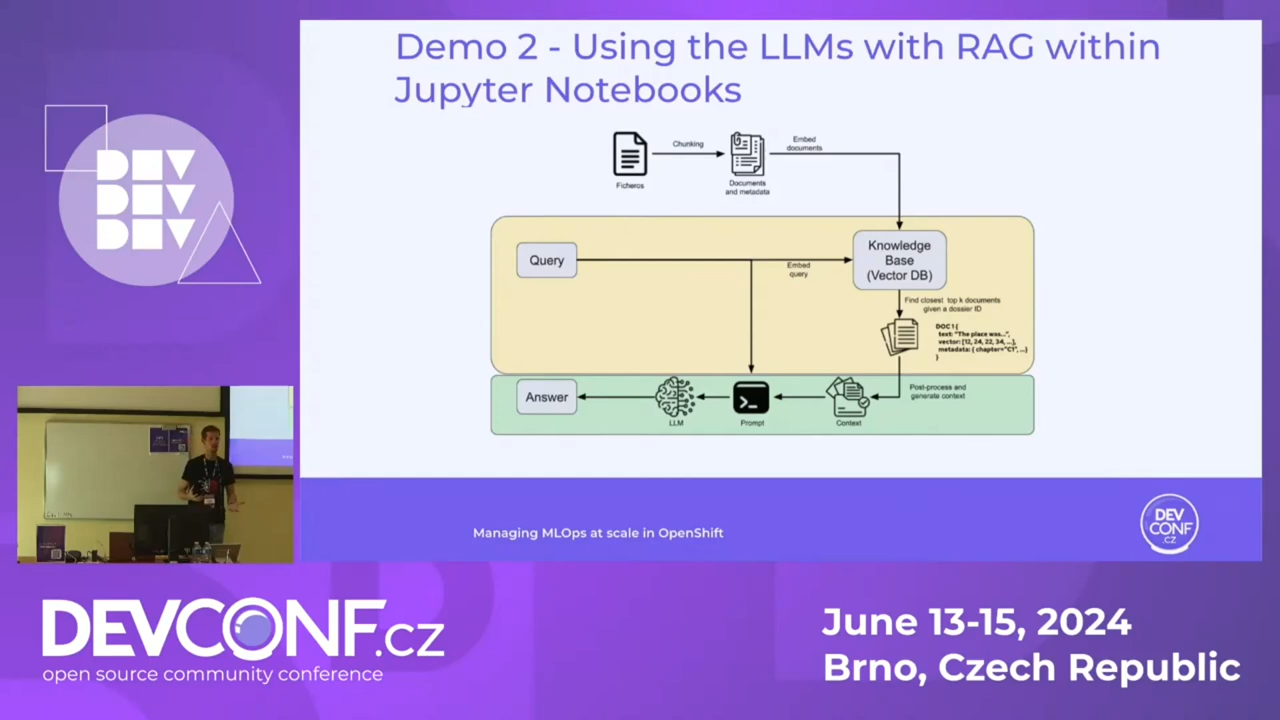 Demo 2 - Using the LLMs with RAG within
Jupyter Notebooks
Ficheros
Chunking
Documents
and metadata
Embed
documents
Query
Embed
query
Knowledge
Base
(Vector DB)
Find closest top k documents
given a dossier ID
DOC 1 {
text: "The place was...",
vector: [12, 24, 22, 34, ...],
metadata: { chapter="C1", ...}
}
Post-process and
generate context
Answer
LLM
Prompt
Context
Managing MLOps at scale in OpenShift
DEV
CONF
.CZ
DEV
DEV
DEV
DEVCONF.cz
open source community conference
June 13-15, 2024
Brno, Czech Republic